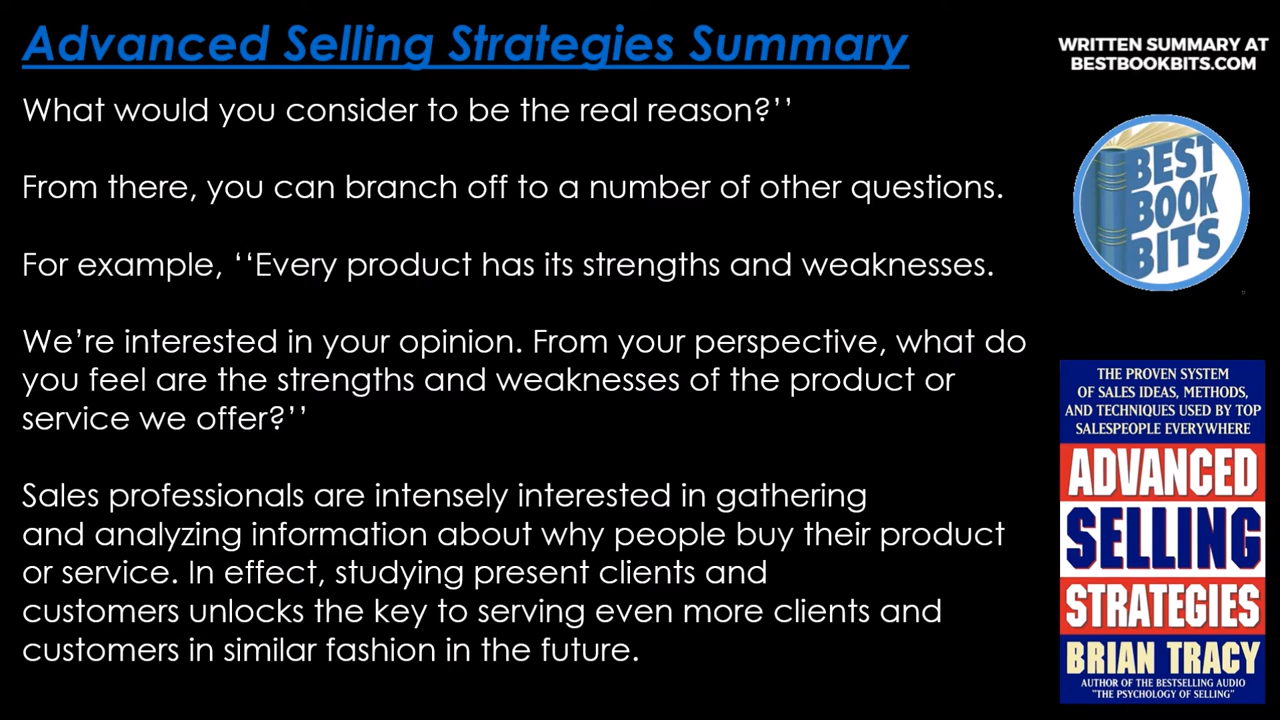 Advanced Selling Strategies Summary
WRITTEN SUMMARY AT
BESTBOOKBITS.COM
What would you consider to be the real reason?’’
From there, you can branch off to a number of other questions.
For example, ‘‘Every product has its strengths and weaknesses.
We’re interested in your opinion. From your perspective, what do
you feel are the strengths and weaknesses of the product or
service we offer?’’
Sales professionals are intensely interested in gathering
and analyzing information about why people buy their product
or service. In effect, studying present clients and
customers unlocks the key to serving even more clients and
customers in similar fashion in the future.
BEST
BOOK
BITS
THE PROVEN SYSTEM
OF SALES IDEAS, METHODS,
AND TECHNIQUES USED BY TOP
SALESPEOPLE EVERYWHERE
ADVANCED
SELLING
STRATEGIES
BRIAN TRACY
AUTHOR OF THE BESTSELLING AUDIO
"THE PSYCHOLOGY OF SELLING"